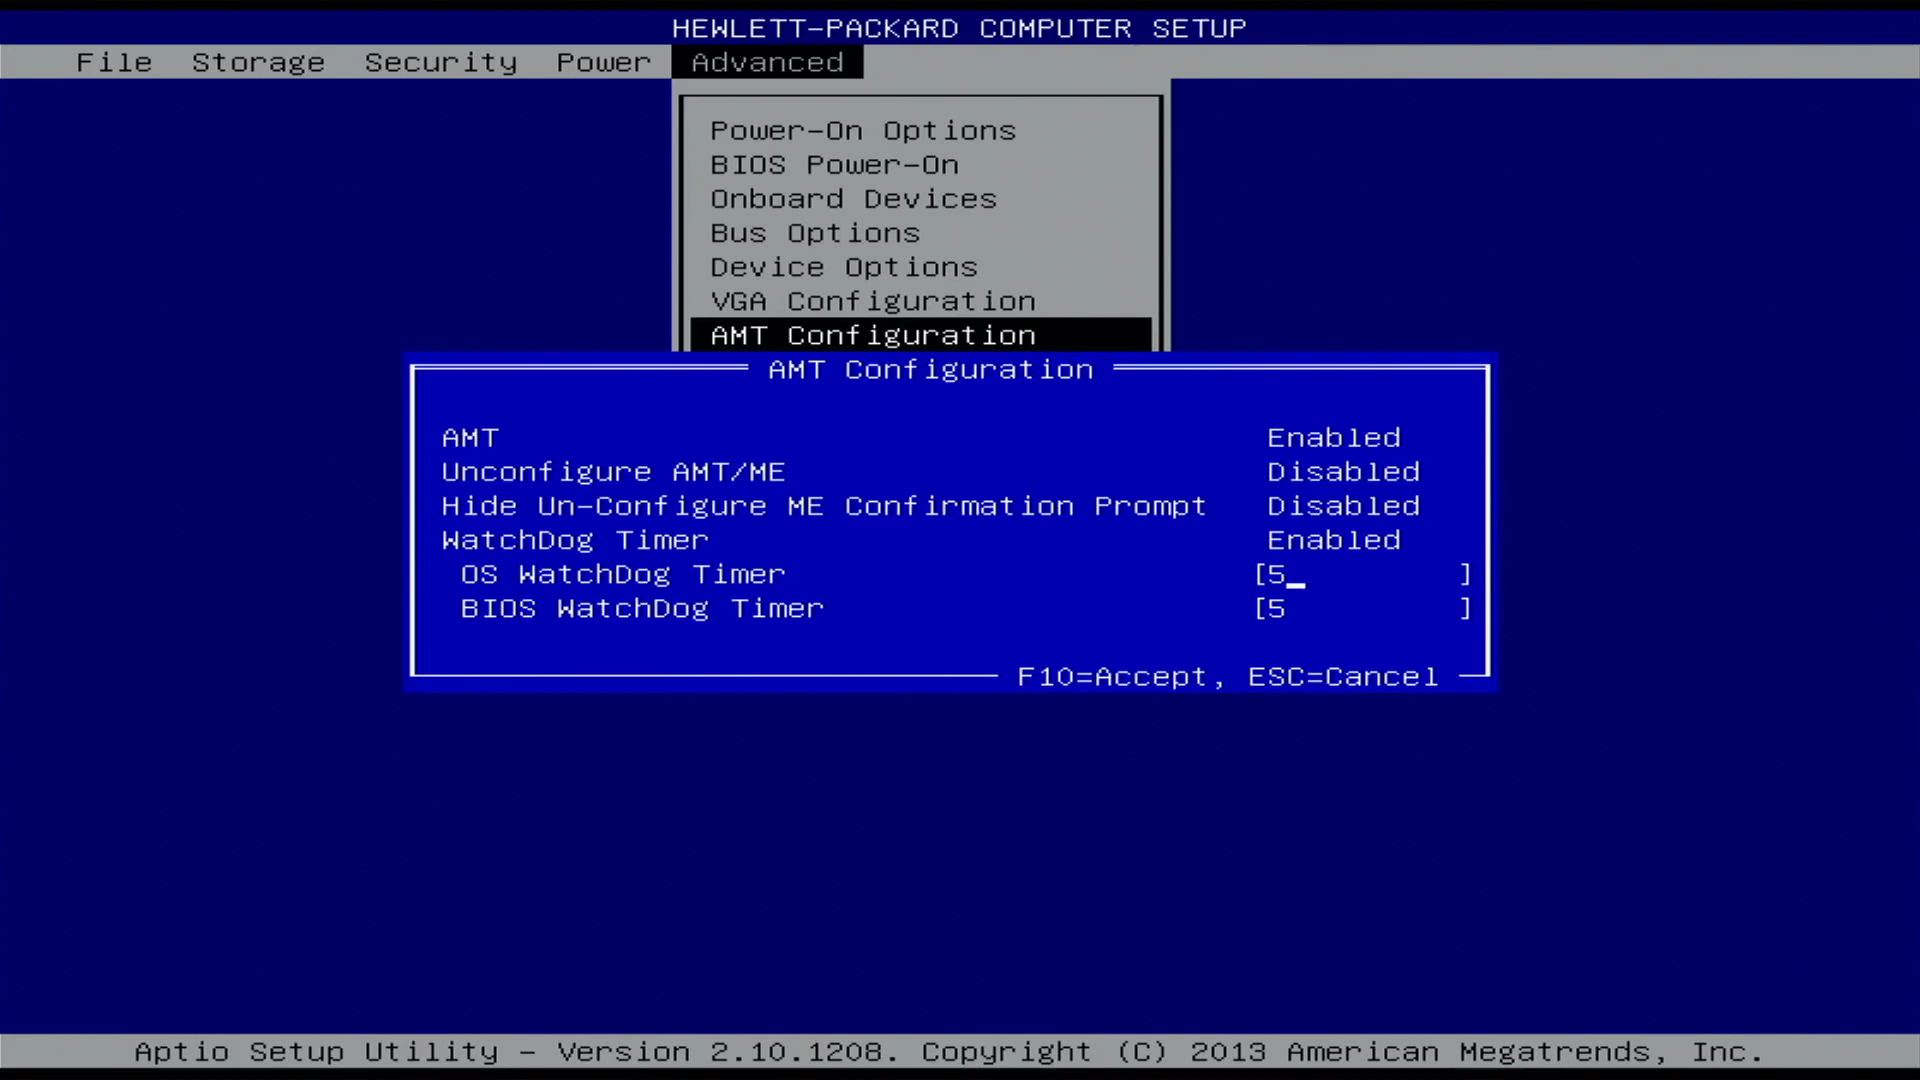 HEWLETT-PACKARD COMPUTER SETUP
File Storage Security Power Advanced
Power-On Options
BIOS Power-On
Onboard Devices
Bus Options
Device Options
VGA Configuration
AMT Configuration
AMT Configuration
AMT Enabled
Unconfigure AMT/ME Disabled
Hide Un-Configure ME Confirmation Prompt Disabled
WatchDog Timer Enabled
OS WatchDog Timer [5_ ]
BIOS WatchDog Timer [5 ]
F10=Accept, ESC=Cancel
Aptio Setup Utility - Version 2.10.1208. Copyright (C) 2013 American Megatrends, Inc.